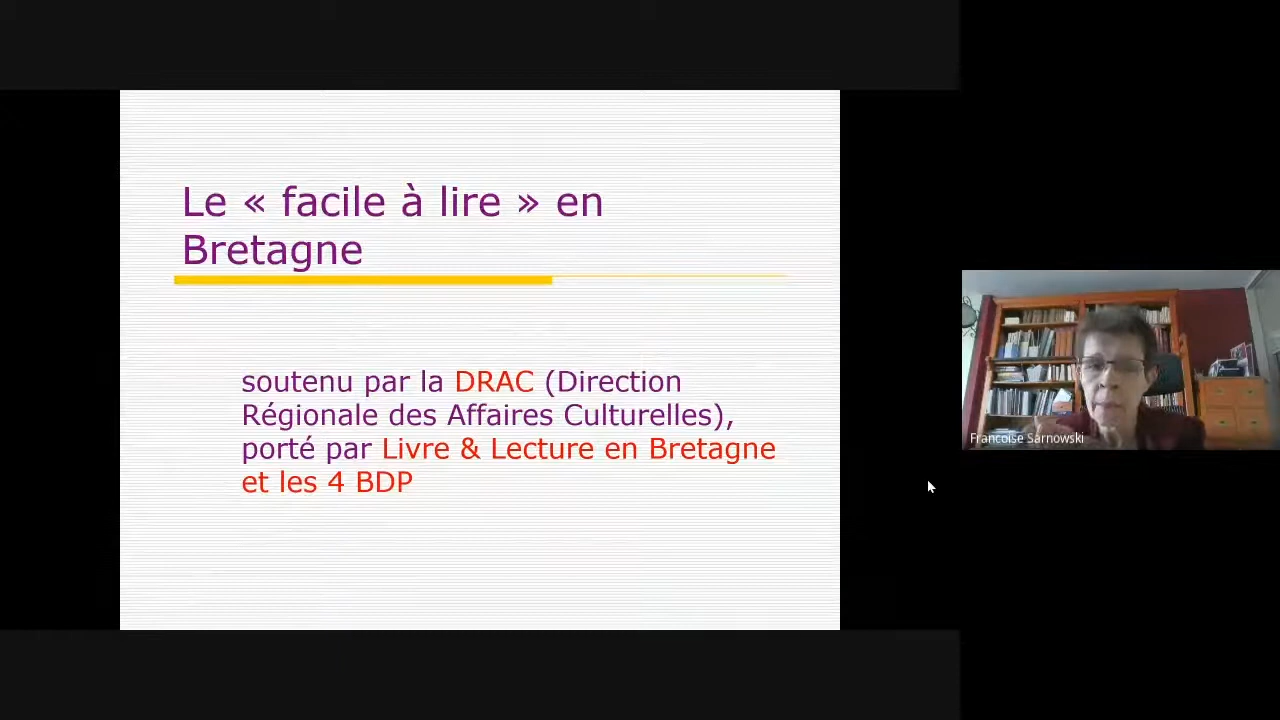 Le « facile à lire » en
Bretagne
soutenu par la DRAC (Direction
Régionale des Affaires Culturelles),
porté par Livre & Lecture en Bretagne
et les 4 BDP
Francoise Sarnowski